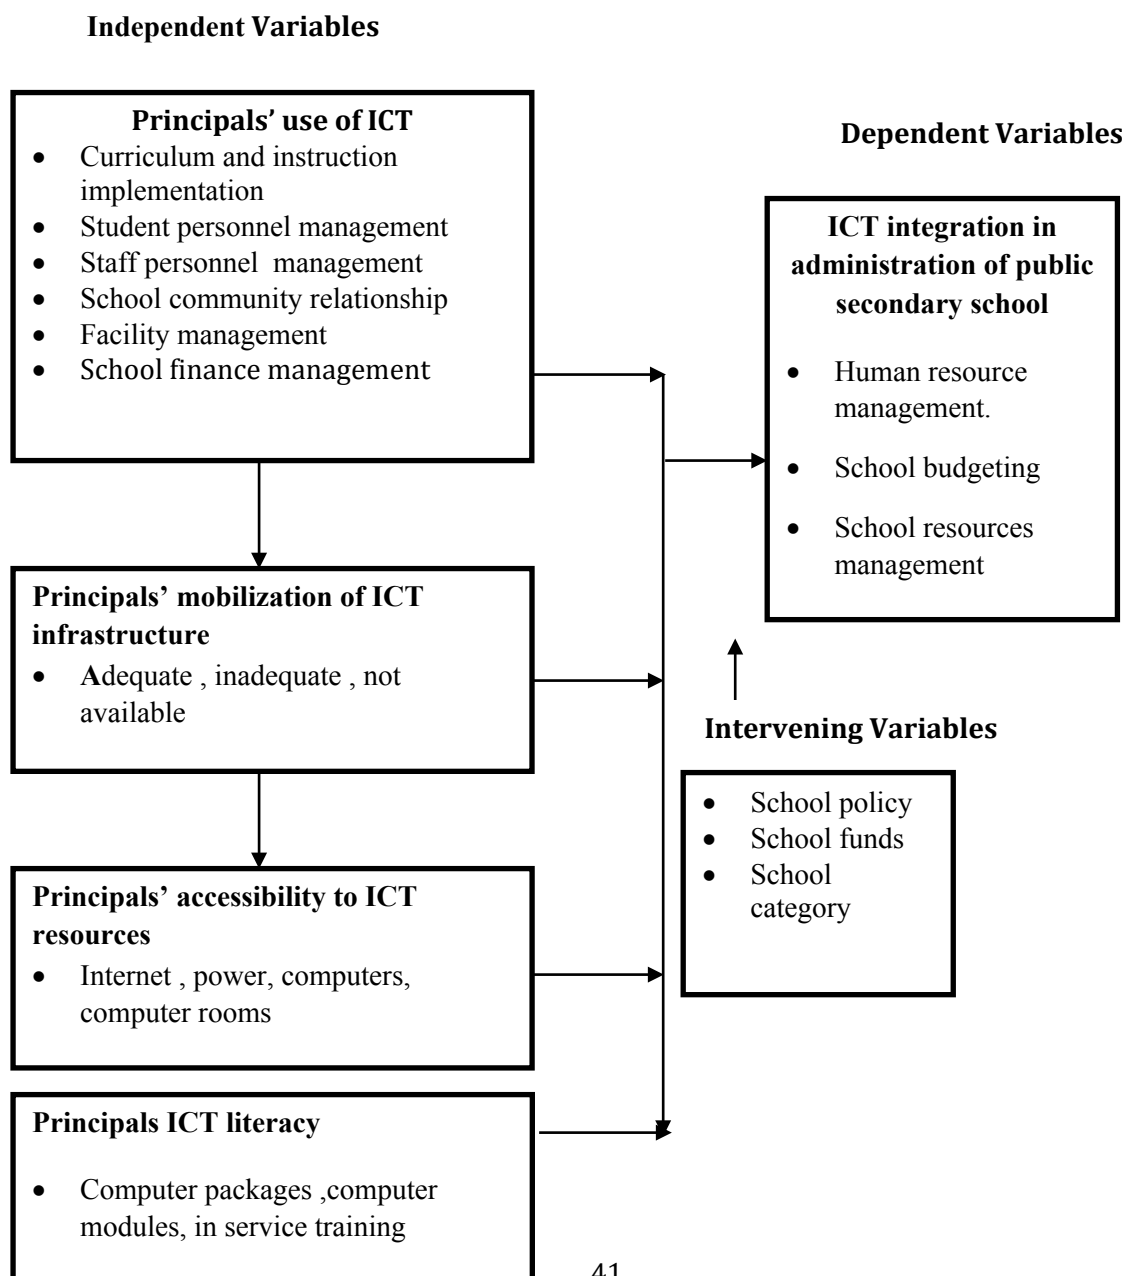 Independent Variables
Principals’ use of ICT
• Curriculum and instruction
implementation
• Student personnel management
• Staff personnel management
• School community relationship
• Facility management
• School finance management
Principals’ mobilization of ICT
infrastructure
• Adequate , inadequate , not
available
Principals’ accessibility to ICT
resources
• Internet , power, computers,
computer rooms
Principals ICT literacy
• Computer packages ,computer
modules, in service training
Dependent Variables
ICT integration in
administration of public
secondary school
• Human resource
management.
• School budgeting
• School resources
management
Intervening Variables
• School policy
• School funds
• School
category
41